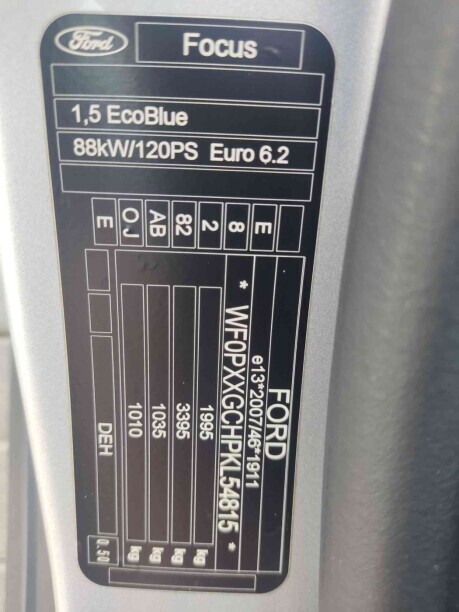 Ford
Focus
1,5 EcoBlue
88kW/120PS Euro 6.2
FORD
e13*2007/46*1911
* WF0PXXGCHPKL54815 *
1995 kg
3395 kg
1035 kg
1010 kg
E OJ AB 82 2 8 E
DEH
0.50